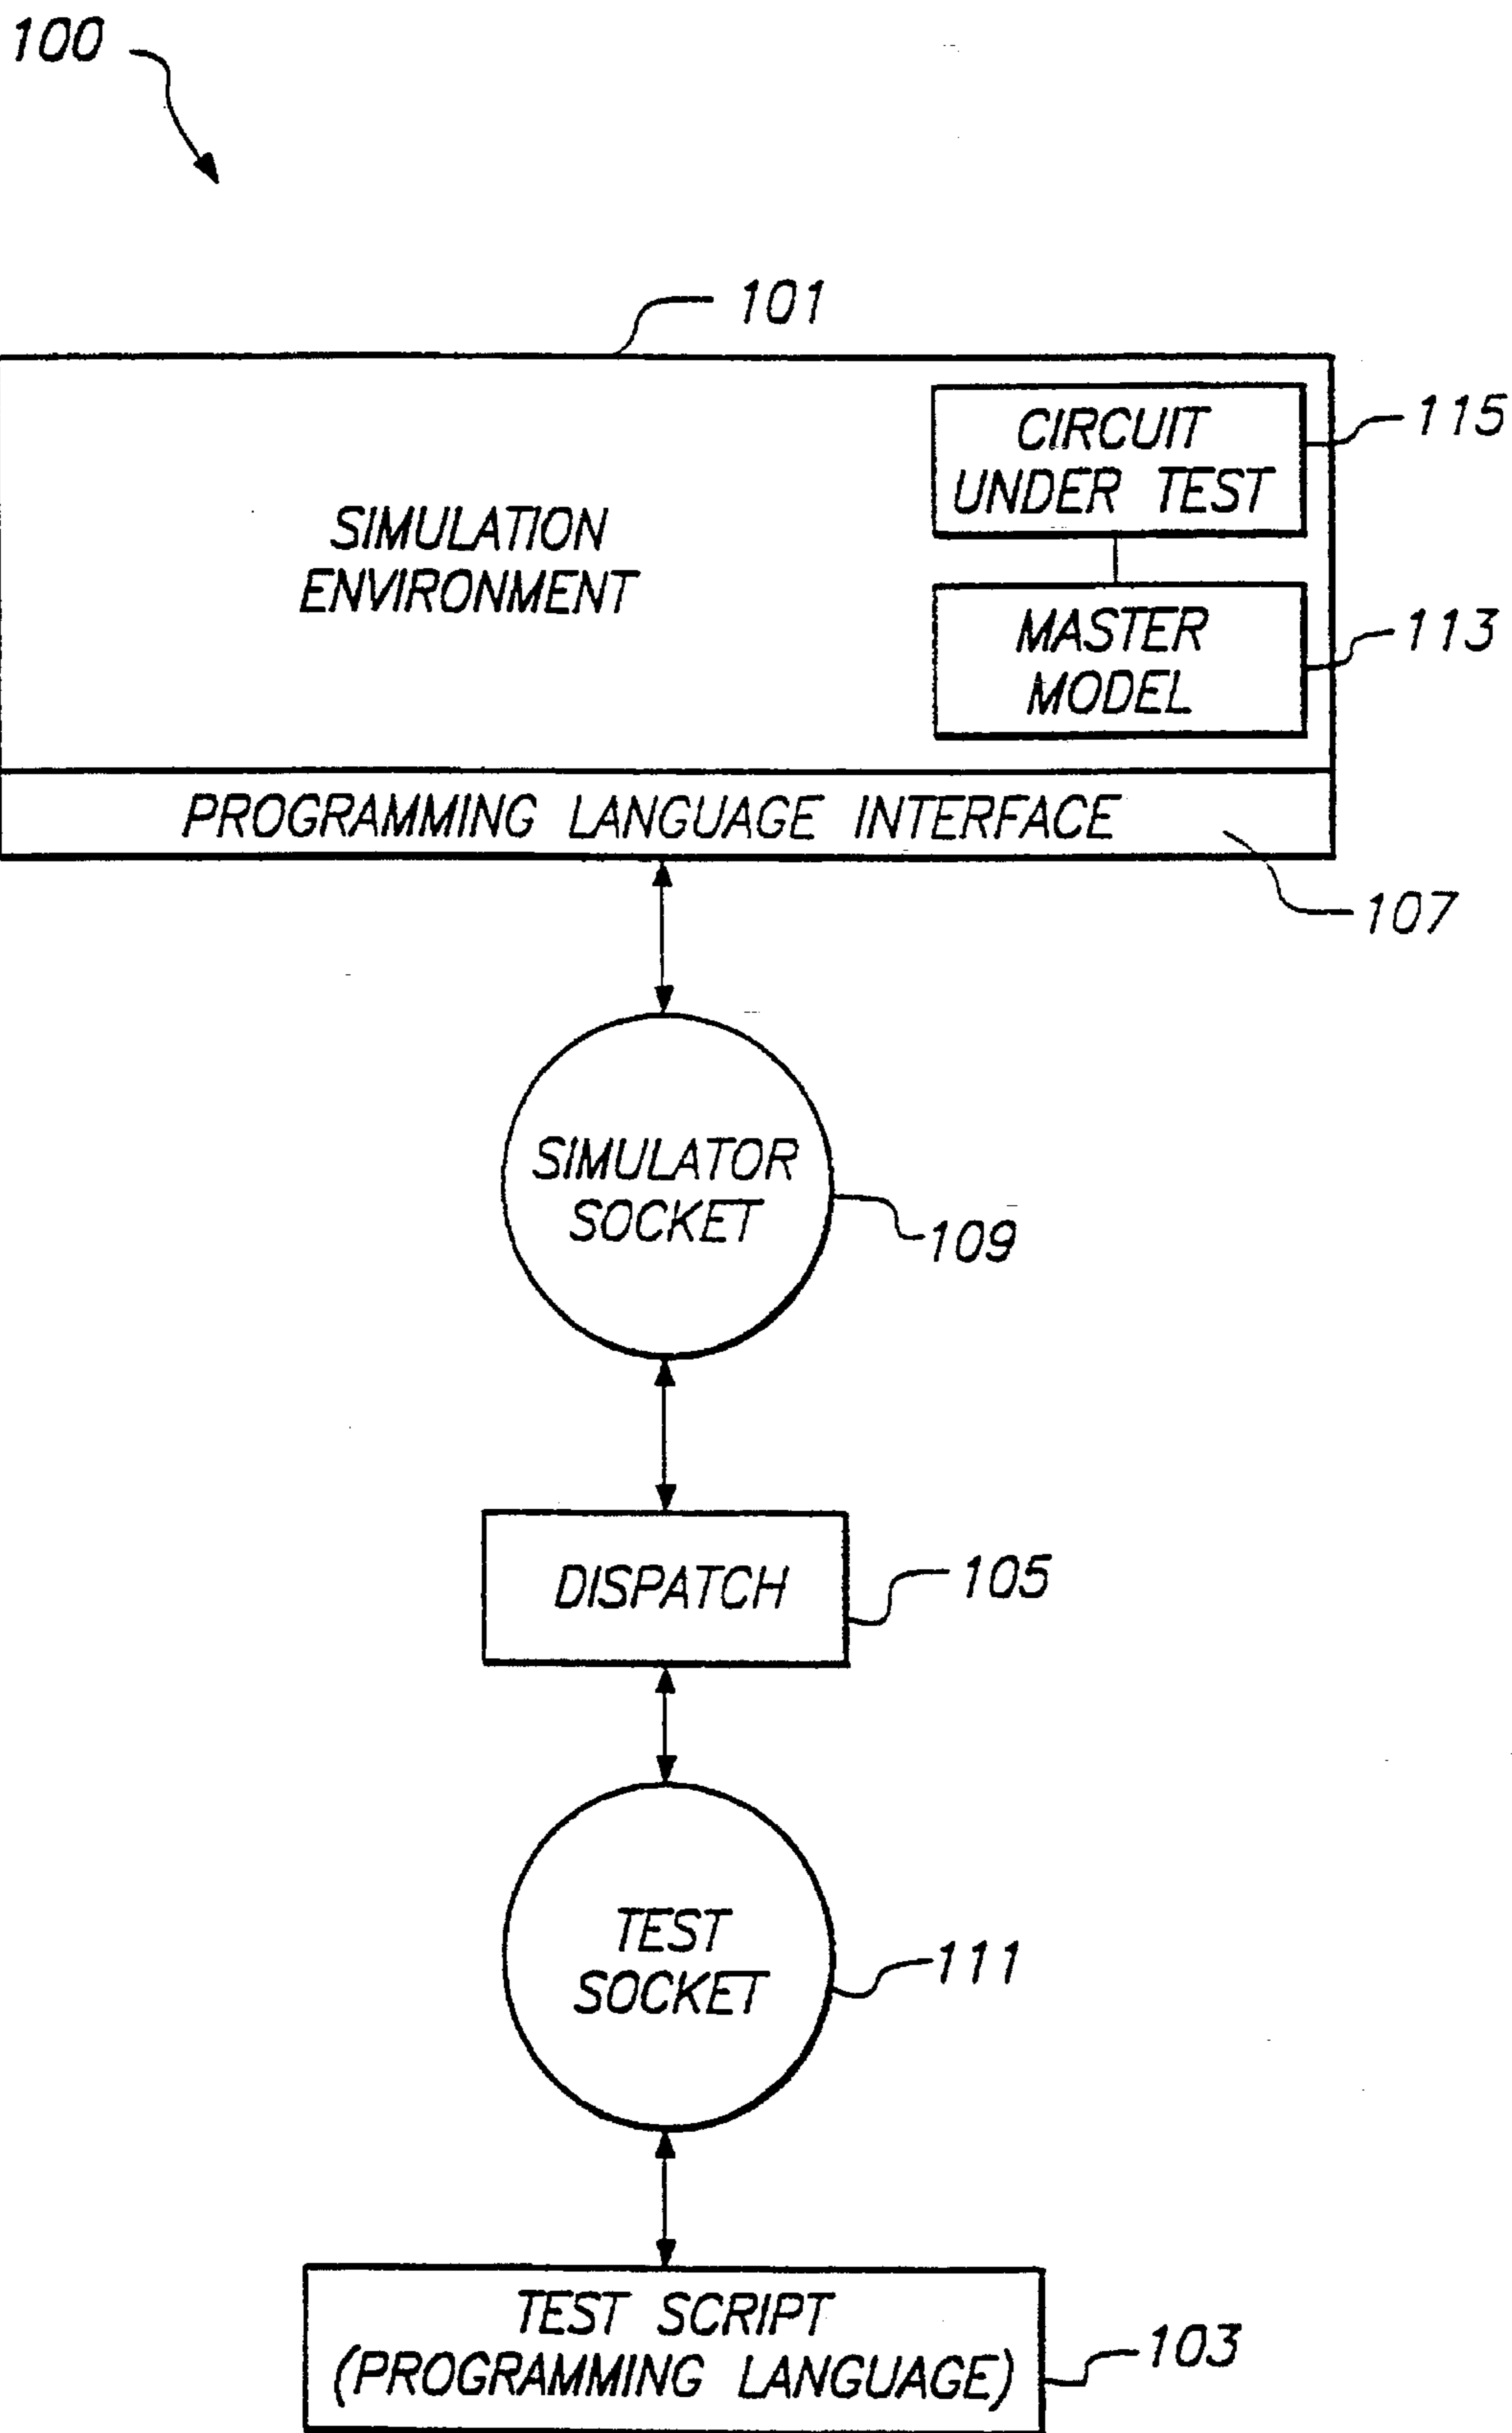 100
101
CIRCUIT
UNDER TEST
115
SIMULATION
ENVIRONMENT
MASTER
MODEL
113
PROGRAMMING LANGUAGE INTERFACE
107
SIMULATOR
SOCKET
109
DISPATCH
105
TEST
SOCKET
111
TEST SCRIPT
(PROGRAMMING LANGUAGE)
103